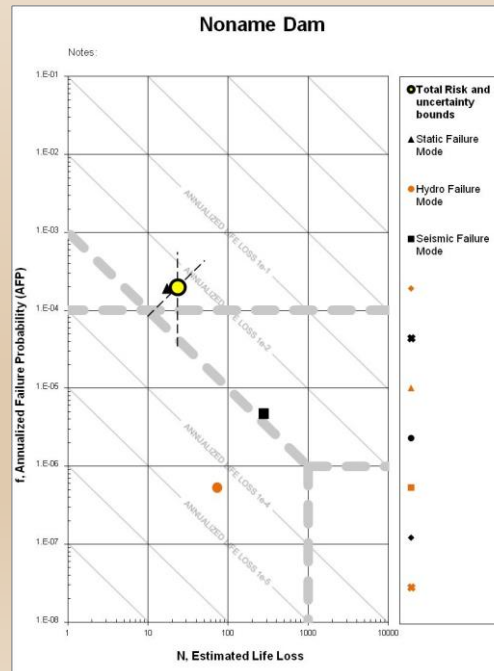 Noname Dam
Notes:
f, Annualized Failure Probability (AFP)
1.E-01
1.E-02
1.E-03
1.E-04
1.E-05
1.E-06
1.E-07
1.E-08
ANNUALIZED LIFE LOSS 1e-1
ANNUALIZED LIFE LOSS 1e-2
ANNUALIZED LIFE LOSS 1e-4
ANNUALIZED LIFE LOSS 1e-5
1
10
100
1000
10000
N, Estimated Life Loss
Total Risk and
uncertainty
bounds
Static Failure
Mode
Hydro Failure
Mode
Seismic Failure
Mode